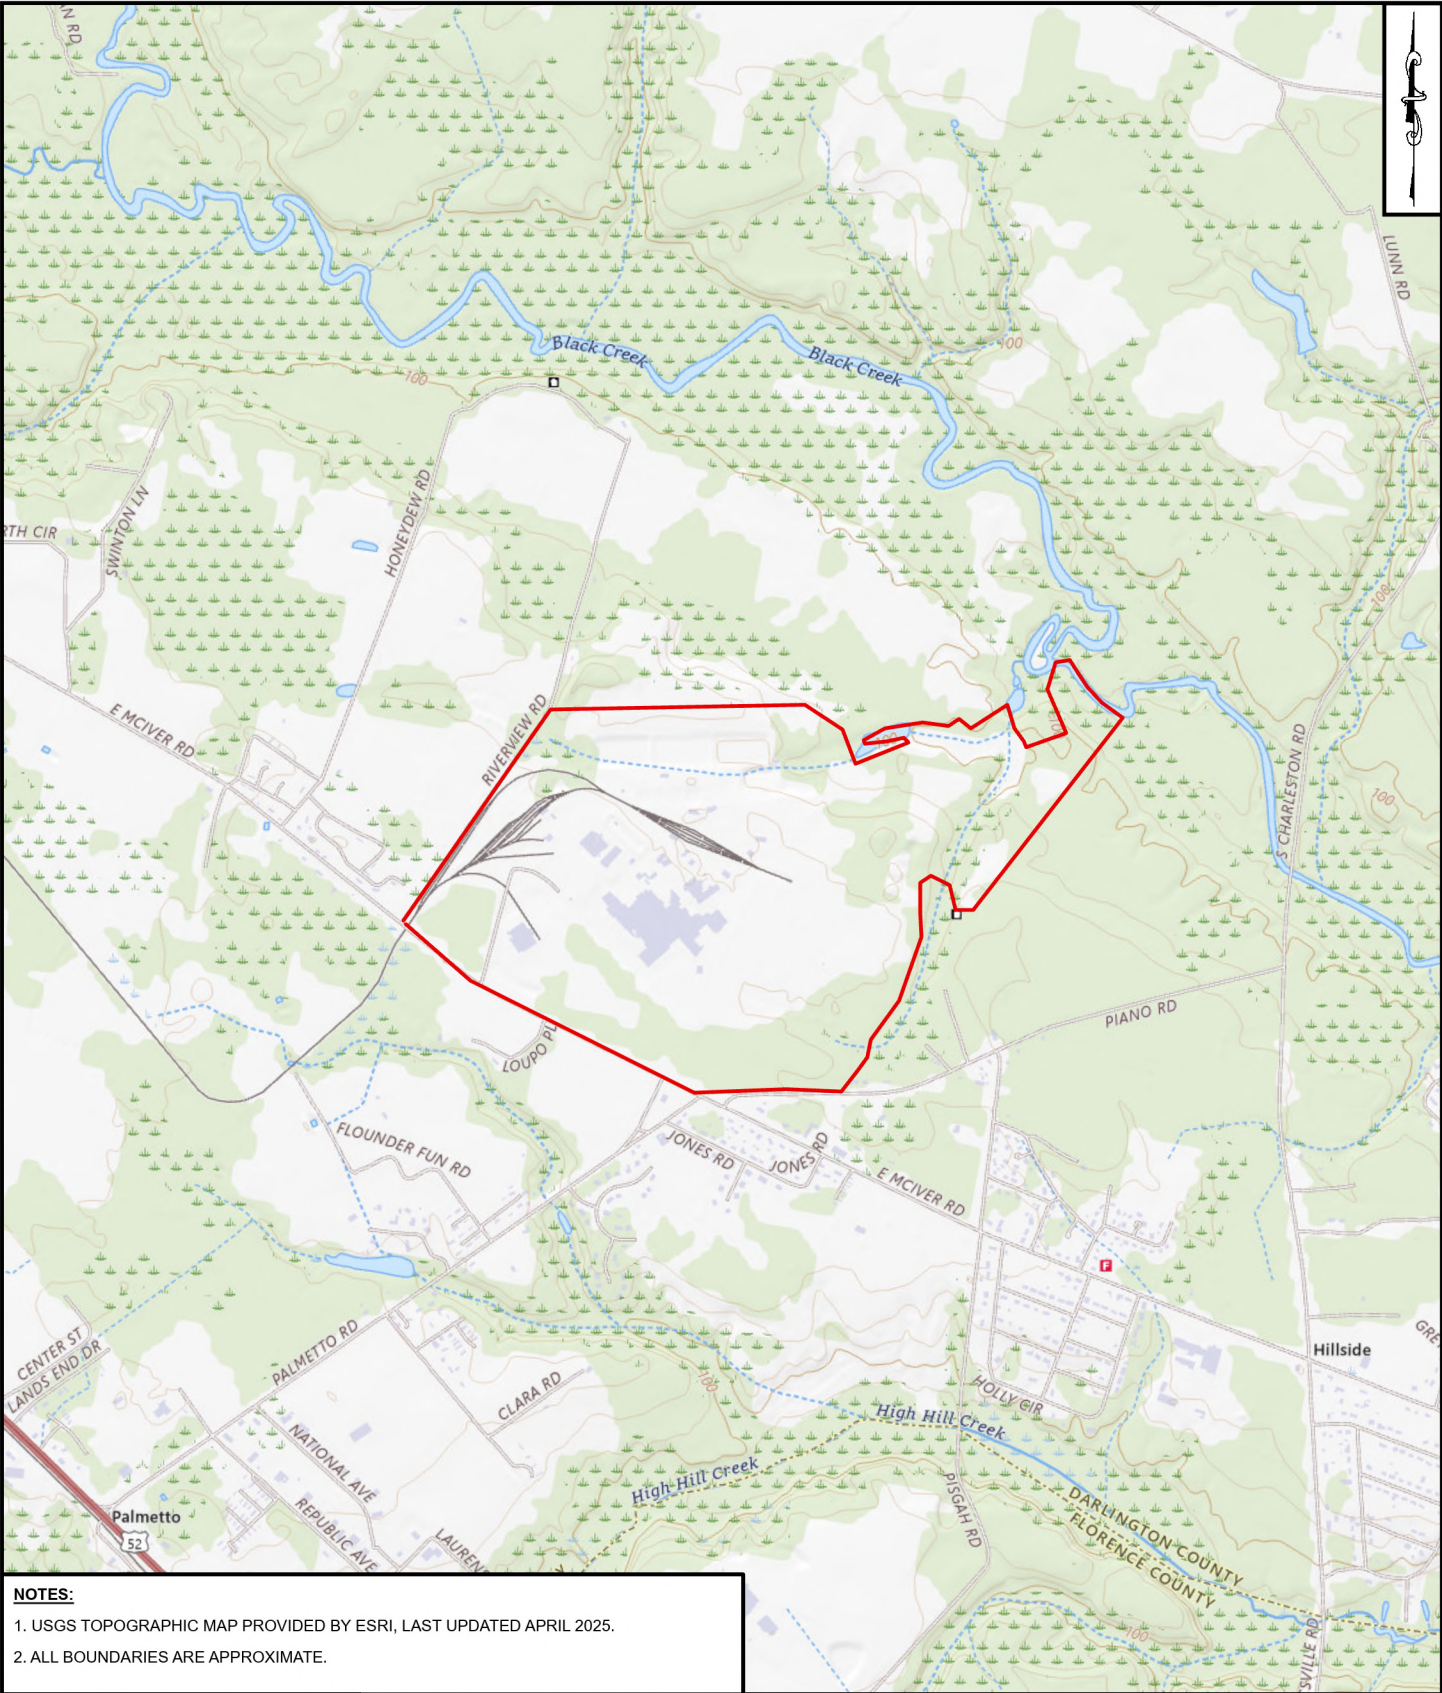 AN RD
LUNN RD
Black Creek
Black Creek
100
100
RTH CIR
SWINTON LN
HONEYDEW RD
100
E MCIVER RD
RIVERVIEW RD
100
100
S CHARLESTON RD
100
PIANO RD
LOUPO PL
FLOUNDER FUN RD
JONES RD
JONES RD
E MCIVER RD
F
CENTER ST
LANDS END DR
PALMETTO RD
Hillside
GRE
CLARA RD
100
HOLLY CIR
High Hill Creek
High Hill Creek
NATIONAL AVE
REPUBLIC AVE
PISGAH RD
DARLINGTON COUNTY
FLORENCE COUNTY
Palmetto
52
LAUREN
Y
100
SVILLE RD
NOTES:
1. USGS TOPOGRAPHIC MAP PROVIDED BY ESRI, LAST UPDATED APRIL 2025.
2. ALL BOUNDARIES ARE APPROXIMATE.